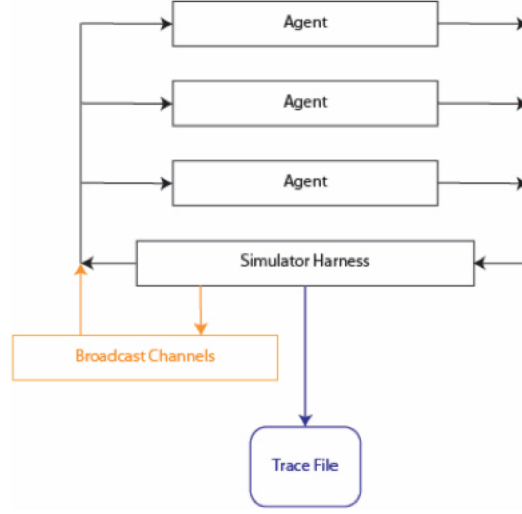 Agent
Agent
Agent
Simulator Harness
Broadcast Channels
Trace File